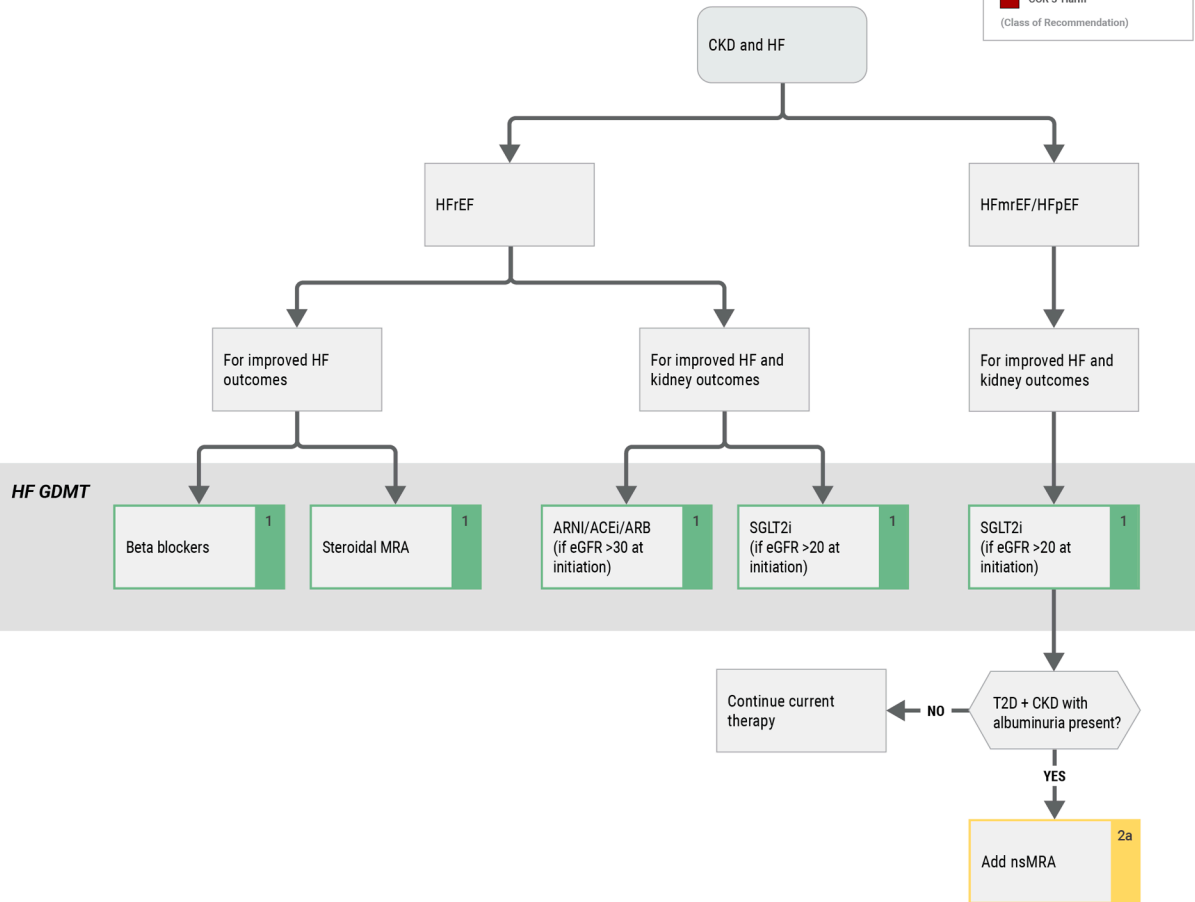 (Class of Recommendation)
CKD and HF
HFrEF
HFmrEF/HFpEF
For improved HF
outcomes
For improved HF and
kidney outcomes
For improved HF and
kidney outcomes
HF GDMT
Beta blockers
1
Steroidal MRA
1
ARNI/ACEi/ARB
(if eGFR >30 at
initiation)
1
SGLT2i
(if eGFR >20 at
initiation)
1
SGLT2i
(if eGFR >20 at
initiation)
1
Continue current
therapy
NO
T2D + CKD with
albuminuria present?
YES
Add nsMRA
2a